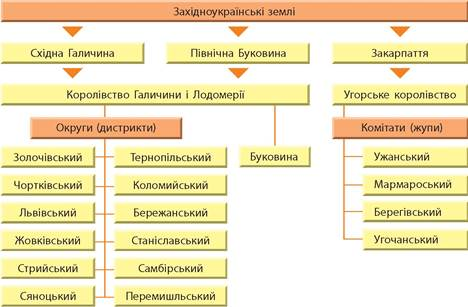 Західноукраїнські землі
Східна Галичина
Північна Буковина
Закарпаття
Королівство Галичини і Лодомерії
Угорське королівство
Округи (дистрикти)
Комітати (жупи)
Буковина
Золочівський
Тернопільський
Ужанський
Чортківський
Коломийський
Мармароський
Львівський
Бережанський
Берегівський
Жовківський
Станіславський
Угочанський
Стрийський
Самбірський
Сяноцький
Перемишльський